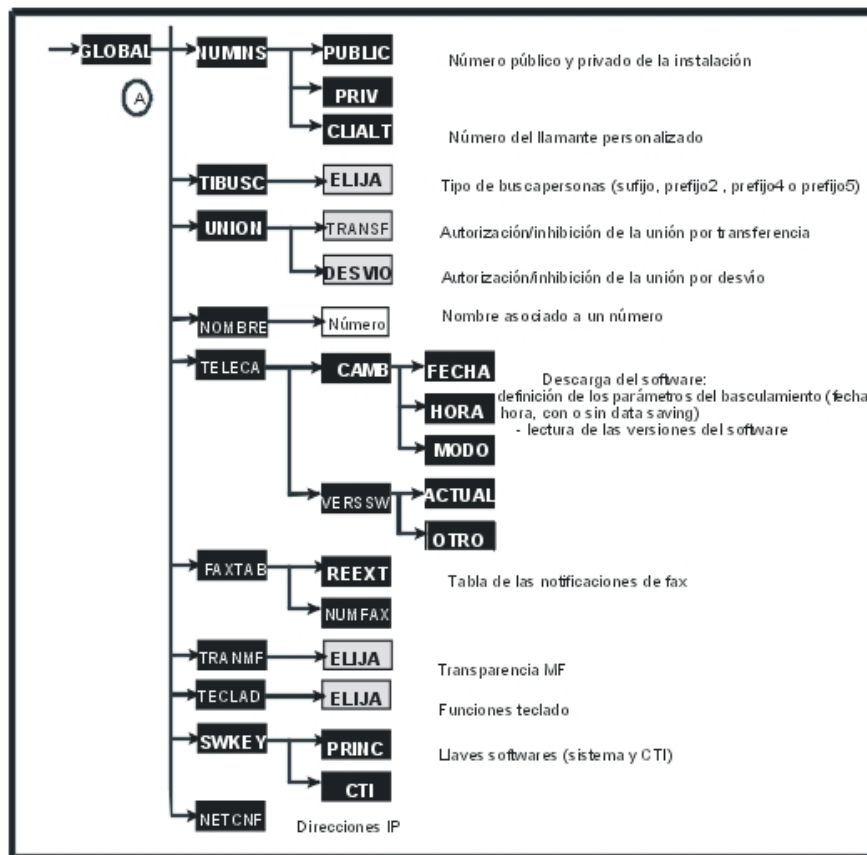 GLOBAL NUMINS PUBLIC Número público y privado de la instalación
A PRIV
CLIALT Número del llamante personalizado
TIBUSC ELIJA Tipo de buscapersonas (sufijo, prefijo2 , prefijo4 o prefijo5)
UNION TRANSF Autorización/inhibición de la unión por transferencia
DESVIO Autorización/inhibición de la unión por desvío
NOMBRE Número Nombre asociado a un número
TELECA CAMB FECHA Descarga del software:
HORA definición de los parámetros del basculamiento (fecha
hora, con o sin data saving)
MODO - lectura de las versiones del software
VERSSW ACTUAL
OTRO
FAXTAB REEXT Tabla de las notificaciones de fax
NUMFAX
TRANMF ELIJA Transparencia MF
TECLAD ELIJA Funciones teclado
SWKEY PRINC Llaves softwares (sistema y CTI)
CTI
NETCNF Direcciones IP